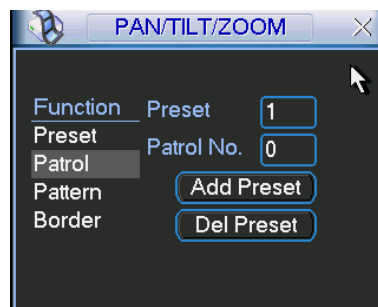 PAN/TILT/ZOOM
Function
Preset
Patrol
Pattern
Border
Preset 1
Patrol No. 0
Add Preset
Del Preset